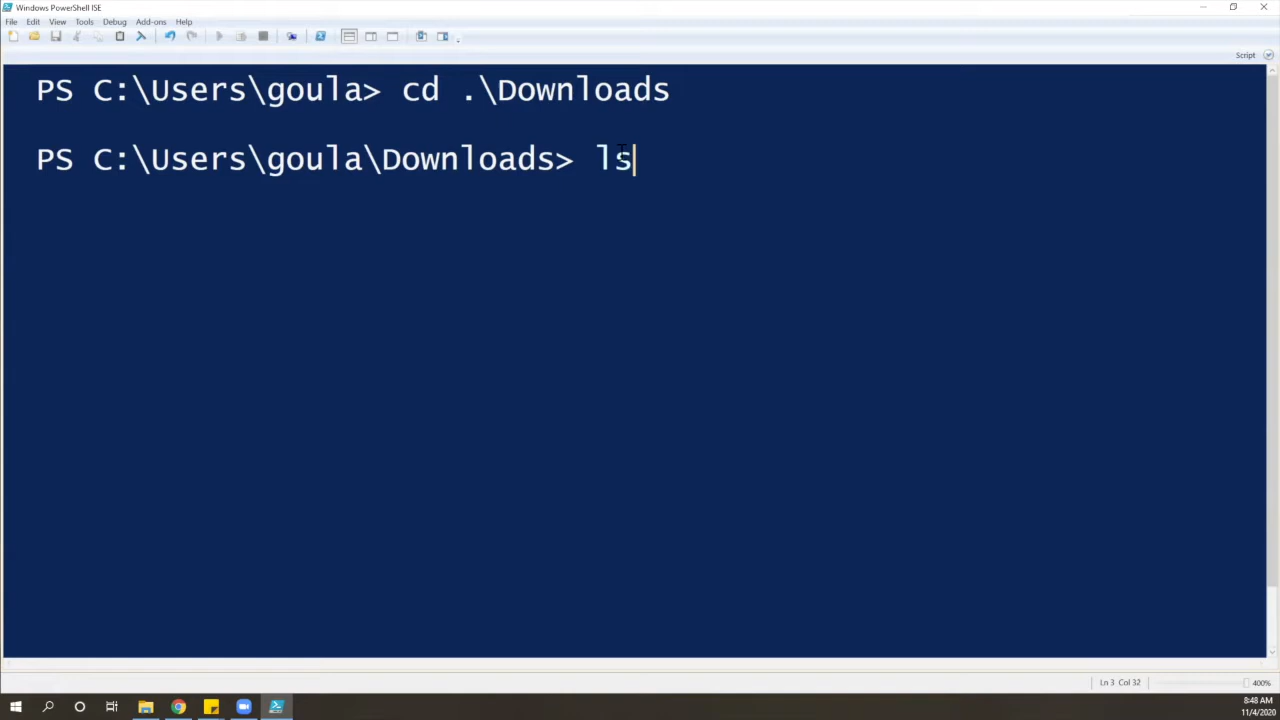 Windows PowerShell ISE
File Edit View Tools Debug Add-ons Help
Script
PS C:\Users\goula> cd .\Downloads
PS C:\Users\goula\Downloads> ls
Ln 3 Col 32
400%
8:48 AM
11/4/2020